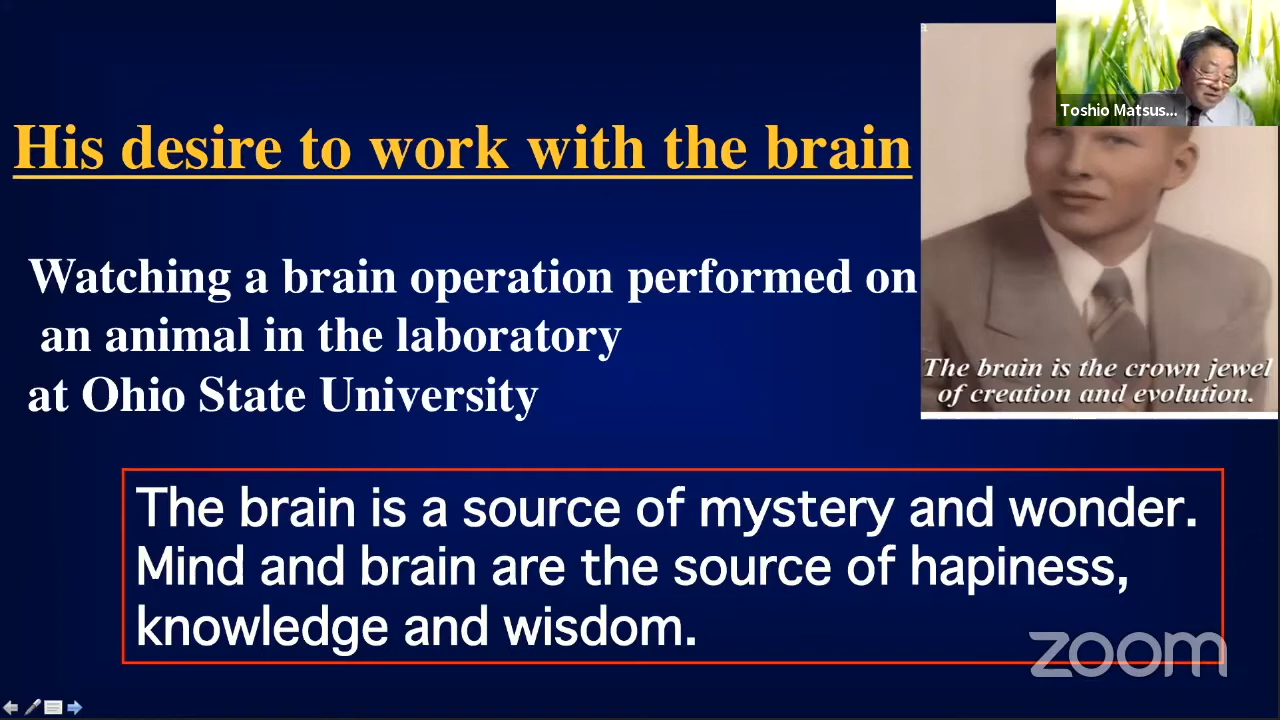 Toshio Matsus...
His desire to work with the brain
Watching a brain operation performed on
an animal in the laboratory
at Ohio State University
The brain is the crown jewel
of creation and evolution.
The brain is a source of mystery and wonder.
Mind and brain are the source of hapiness,
knowledge and wisdom.
zoom